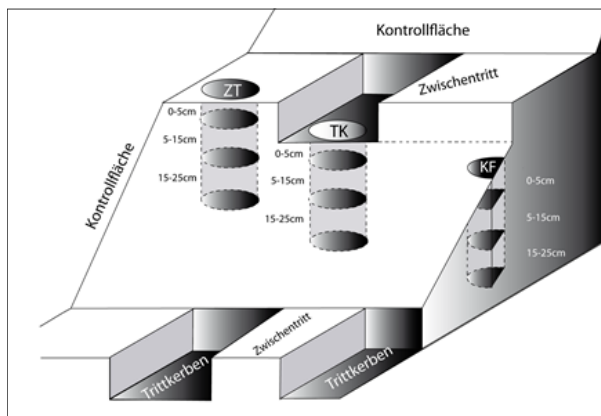 Kontrollfläche
ZT
Zwischentritt
0-5cm
5-15cm
15-25cm
TK
0-5cm
5-15cm
15-25cm
KF
0-5cm
5-15cm
15-25cm
Kontrollfläche
Zwischentritt
Trittkerben
Trittkerben